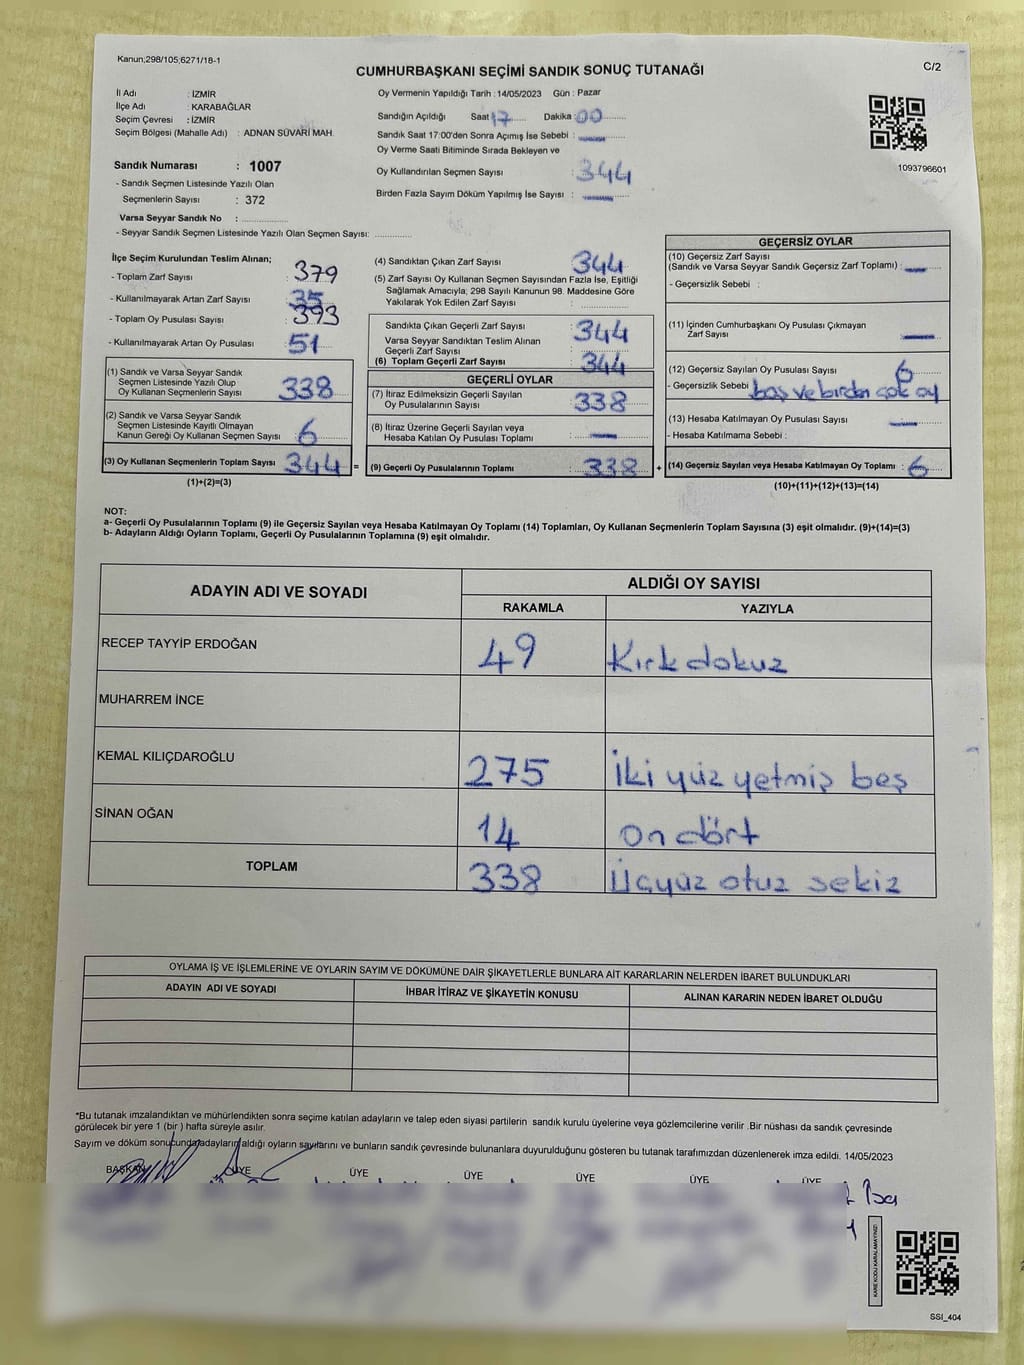 Kanun;298/105;6271/18-1
C/2
CUMHURBAŞKANI SEÇİMİ SANDIK SONUÇ TUTANAĞI
İl Adı : İZMİR
İlçe Adı : KARABAĞLAR
Seçim Çevresi : İZMİR
Seçim Bölgesi (Mahalle Adı) : ADNAN SÜVARİ MAH.
Sandık Numarası : 1007
- Sandık Seçmen Listesinde Yazılı Olan
Seçmenlerin Sayısı : 372
Varsa Seyyar Sandık No :
- Seyyar Sandık Seçmen Listesinde Yazılı Olan Seçmen Sayısı:
Oy Vermenin Yapıldığı Tarih : 14/05/2023 Gün : Pazar
Sandığın Açıldığı Saat 17 Dakika : 00
Sandık Saat 17:00'den Sonra Açımış İse Sebebi :
Oy Verme Saati Bitiminde Sırada Bekleyen ve
Oy Kullandırılan Seçmen Sayısı : 344
Birden Fazla Sayım Döküm Yapılmış İse Sayısı :
1093796601
İlçe Seçim Kurulundan Teslim Alınan;
- Toplam Zarf Sayısı : 379
- Kullanılmayarak Artan Zarf Sayısı : 35
- Toplam Oy Pusulası Sayısı : 393
- Kullanılmayarak Artan Oy Pusulası : 51
(1) Sandık ve Varsa Seyyar Sandık
Seçmen Listesinde Yazılı Olup
Oy Kullanan Seçmenlerin Sayısı : 338
(2) Sandık ve Varsa Seyyar Sandık
Seçmen Listesinde Kayıtlı Olmayan
Kanun Gereği Oy Kullanan Seçmen Sayısı : 6
(3) Oy Kullanan Seçmenlerin Toplam Sayısı : 344 =
(1)+(2)=(3)
(4) Sandıktan Çıkan Zarf Sayısı : 344
(5) Zarf Sayısı Oy Kullanan Seçmen Sayısından Fazla İse, Eşitliği
Sağlamak Amacıyla, 298 Sayılı Kanunun 98. Maddesine Göre
Yakılarak Yok Edilen Zarf Sayısı :
Sandıkta Çıkan Geçerli Zarf Sayısı : 344
Varsa Seyyar Sandıktan Teslim Alınan
Geçerli Zarf Sayısı
(6) Toplam Geçerli Zarf Sayısı : 344
GEÇERLİ OYLAR
(7) İtiraz Edilmeksizin Geçerli Sayılan
Oy Pusulalarının Sayısı : 338
(8) İtiraz Üzerine Geçerli Sayılan veya
Hesaba Katılan Oy Pusulası Toplamı :
(9) Geçerli Oy Pusulalarının Toplamı : 338 +
GEÇERSİZ OYLAR
(10) Geçersiz Zarf Sayısı
(Sandık ve Varsa Seyyar Sandık Geçersiz Zarf Toplamı) :
- Geçersizlik Sebebi :
(11) İçinden Cumhurbaşkanı Oy Pusulası Çıkmayan
Zarf Sayısı
(12) Geçersiz Sayılan Oy Pusulası Sayısı : 6
- Geçersizlik Sebebi : boş ve birden çok oy
(13) Hesaba Katılmayan Oy Pusulası Sayısı :
- Hesaba Katılmama Sebebi :
(14) Geçersiz Sayılan veya Hesaba Katılmayan Oy Toplamı : 6
(10)+(11)+(12)+(13)=(14)
NOT:
a- Geçerli Oy Pusulalarının Toplamı (9) ile Geçersiz Sayılan veya Hesaba Katılmayan Oy Toplamı (14) Toplamları, Oy Kullanan Seçmenlerin Toplam Sayısına (3) eşit olmalıdır. (9)+(14)=(3)
b- Adayların Aldığı Oyların Toplamı, Geçerli Oy Pusulalarının Toplamına (9) eşit olmalıdır.
ADAYIN ADI VE SOYADI
ALDIĞI OY SAYISI
RAKAMLA YAZIYLA
RECEP TAYYİP ERDOĞAN 49 Kırk dokuz
MUHARREM İNCE
KEMAL KILIÇDAROĞLU 275 İki yüz yetmiş beş
SİNAN OĞAN 14 on dört
TOPLAM 338 Üçyüz otuz sekiz
OYLAMA İŞ VE İŞLEMLERİNE VE OYLARIN SAYIM VE DÖKÜMÜNE DAİR ŞİKAYETLERLE BUNLARA AİT KARARLARIN NELERDEN İBARET BULUNDUKLARI
ADAYIN ADI VE SOYADI İHBAR İTİRAZ VE ŞİKAYETİN KONUSU ALINAN KARARIN NEDEN İBARET OLDUĞU
*Bu tutanak imzalandıktan ve mühürlendikten sonra seçime katılan adayların ve talep eden siyasi partilerin sandık kurulu üyelerine veya gözlemcilerine verilir .Bir nüshası da sandık çevresinde
görülecek bir yere 1 (bir ) hafta süreyle asılır.
Sayım ve döküm sonucunda adayların aldığı oyların sayılarını ve bunların sandık çevresinde bulunanlara duyurulduğunu gösteren bu tutanak tarafımızdan düzenlenerek imza edildi. 14/05/2023
BAŞKAN ÜYE ÜYE ÜYE ÜYE ÜYE ÜYE
KARE KODU KARALAMAYINIZ!
SSI_404